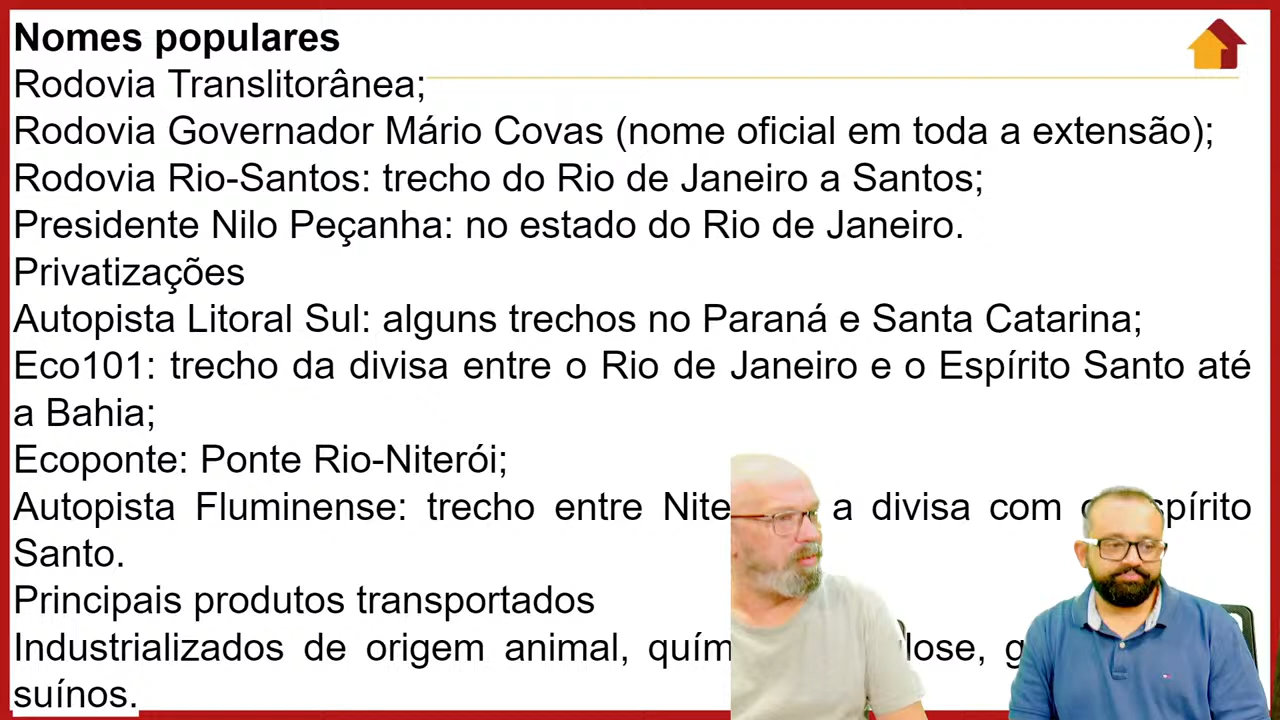 Nomes populares
Rodovia Translitorânea;
Rodovia Governador Mário Covas (nome oficial em toda a extensão);
Rodovia Rio-Santos: trecho do Rio de Janeiro a Santos;
Presidente Nilo Peçanha: no estado do Rio de Janeiro.
Privatizações
Autopista Litoral Sul: alguns trechos no Paraná e Santa Catarina;
Eco101: trecho da divisa entre o Rio de Janeiro e o Espírito Santo até
a Bahia;
Ecoponte: Ponte Rio-Niterói;
Autopista Fluminense: trecho entre a divisa com
Santo.
Principais produtos transportados
Industrializados de origem animal,
suínos.